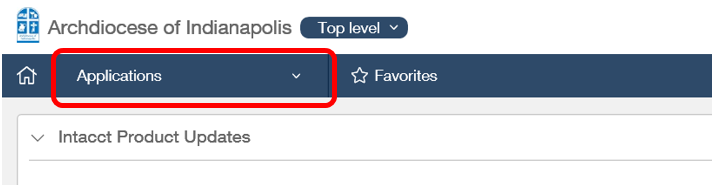 Archdiocese of Indianapolis Top level
Applications Favorites
Intacct Product Updates